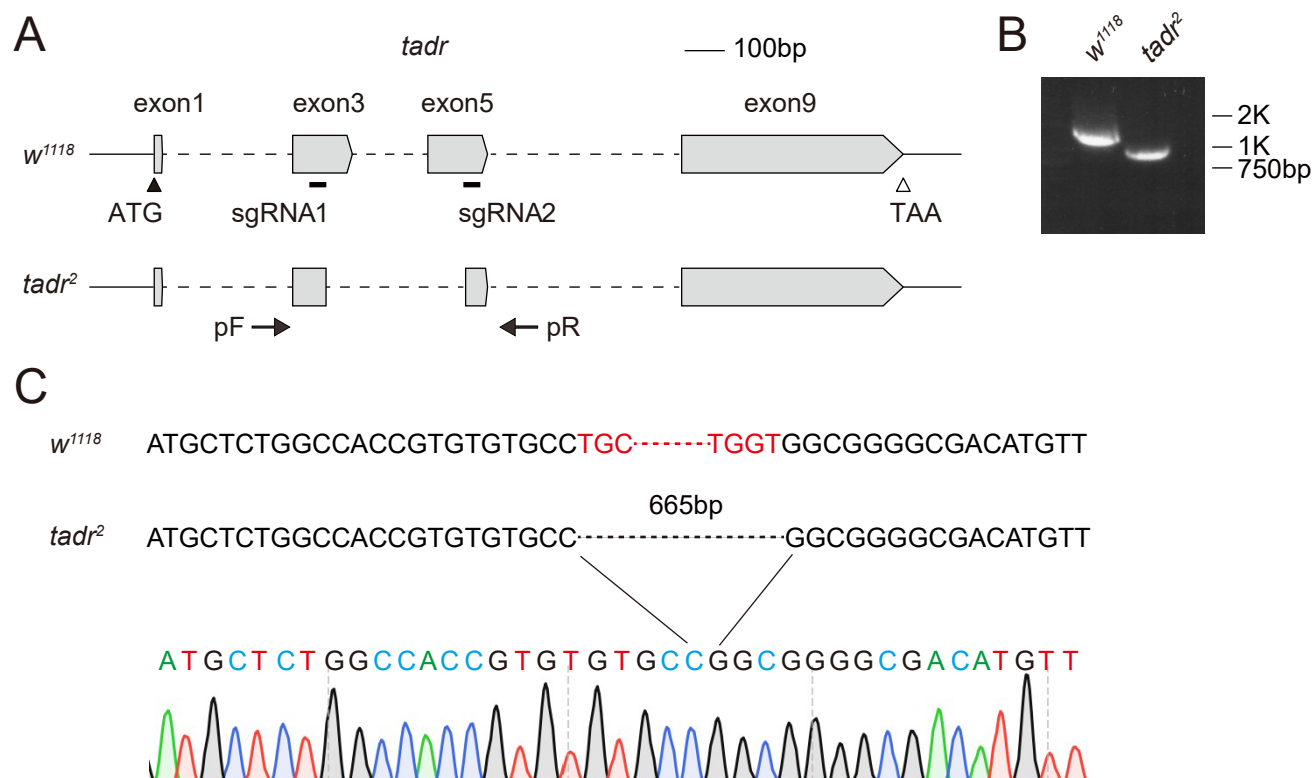 A
tadr
100bp
exon1 exon3 exon5 exon9
w1118
ATG sgRNA1 sgRNA2 TAA
tadr2
pF pR
B
w1118 tadr2
2K
1K
750bp
C
w1118 ATGCTCTGGCCACCGTGTGTGCCTGC------TGGTGGCGGGGCGACATGTT
665bp
tadr2 ATGCTCTGGCCACCGTGTGTGCC---------------GGCGGGGCGACATGTT
ATGCTCTGGCCACCGTGTGTGCCGGCGGGGCGACATGTT